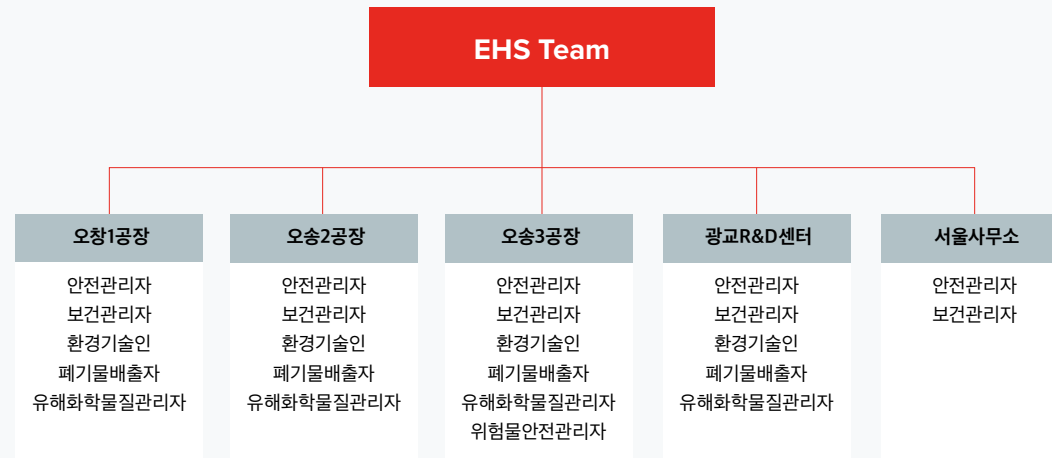 EHS Team
오창1공장
안전관리자
보건관리자
환경기술인
폐기물배출자
유해화학물질관리자
오송2공장
안전관리자
보건관리자
환경기술인
폐기물배출자
유해화학물질관리자
오송3공장
안전관리자
보건관리자
환경기술인
폐기물배출자
유해화학물질관리자
위험물안전관리자
광교R&D센터
안전관리자
보건관리자
환경기술인
폐기물배출자
유해화학물질관리자
서울사무소
안전관리자
보건관리자